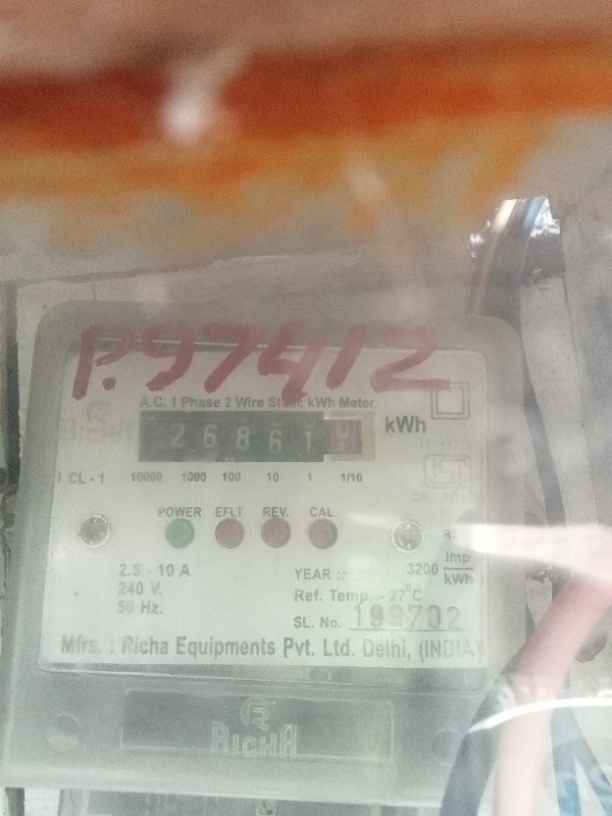 P.97412
A.C. 1 Phase 2 Wire Static kWh Meter.
RICHA
26861 kWh
CL-1 10000 1000 100 10 1 1/10
POWER EFLT REV. CAL.
2.5 - 10 A
240 V.
50 Hz.
YEAR :
3200 Imp/kWh
Ref. Temp. - 27°C
SL. No. 199702
Mfrs. : Richa Equipments Pvt. Ltd. Delhi, (INDIA)
RICHA